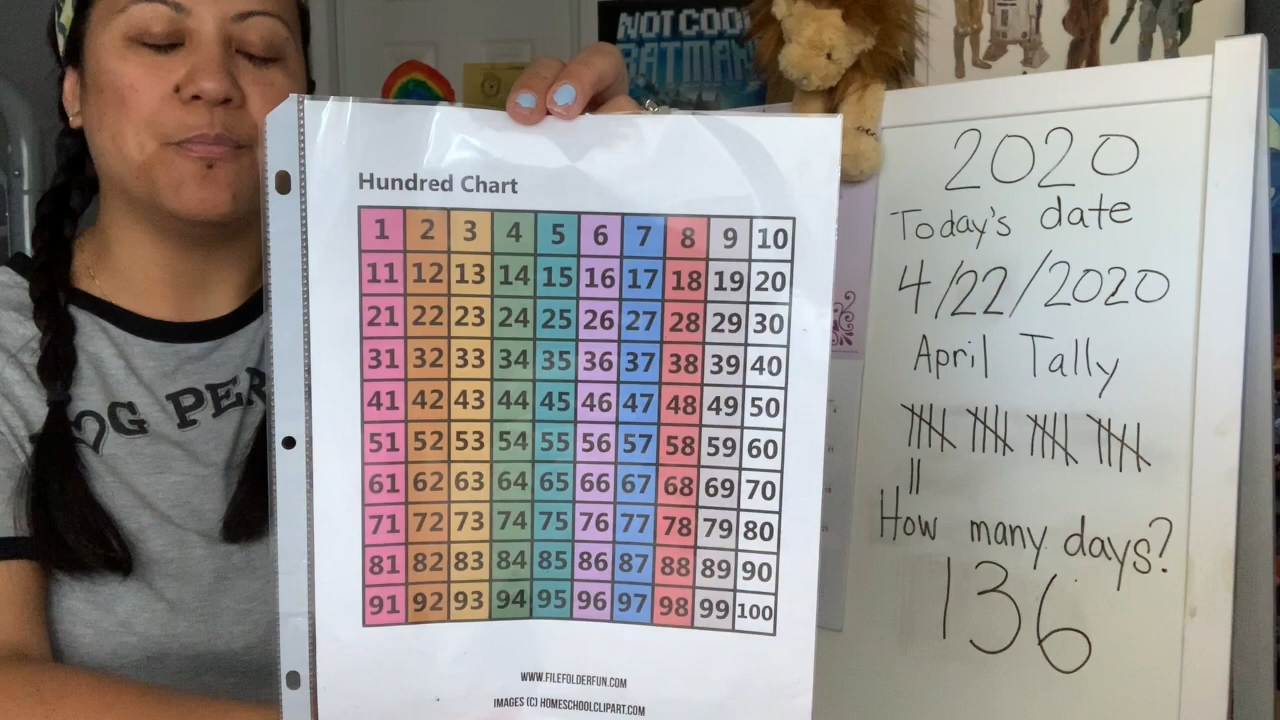 NOT COOL
BATMAN
Hundred Chart
1 2 3 4 5 6 7 8 9 10
11 12 13 14 15 16 17 18 19 20
21 22 23 24 25 26 27 28 29 30
31 32 33 34 35 36 37 38 39 40
41 42 43 44 45 46 47 48 49 50
51 52 53 54 55 56 57 58 59 60
61 62 63 64 65 66 67 68 69 70
71 72 73 74 75 76 77 78 79 80
81 82 83 84 85 86 87 88 89 90
91 92 93 94 95 96 97 98 99 100
WWW.FILEFOLDERFUN.COM
IMAGES (C) HOMESCHOOLCLIPART.COM
2020
Today's date
4/22/2020
April Tally
How many days?
136